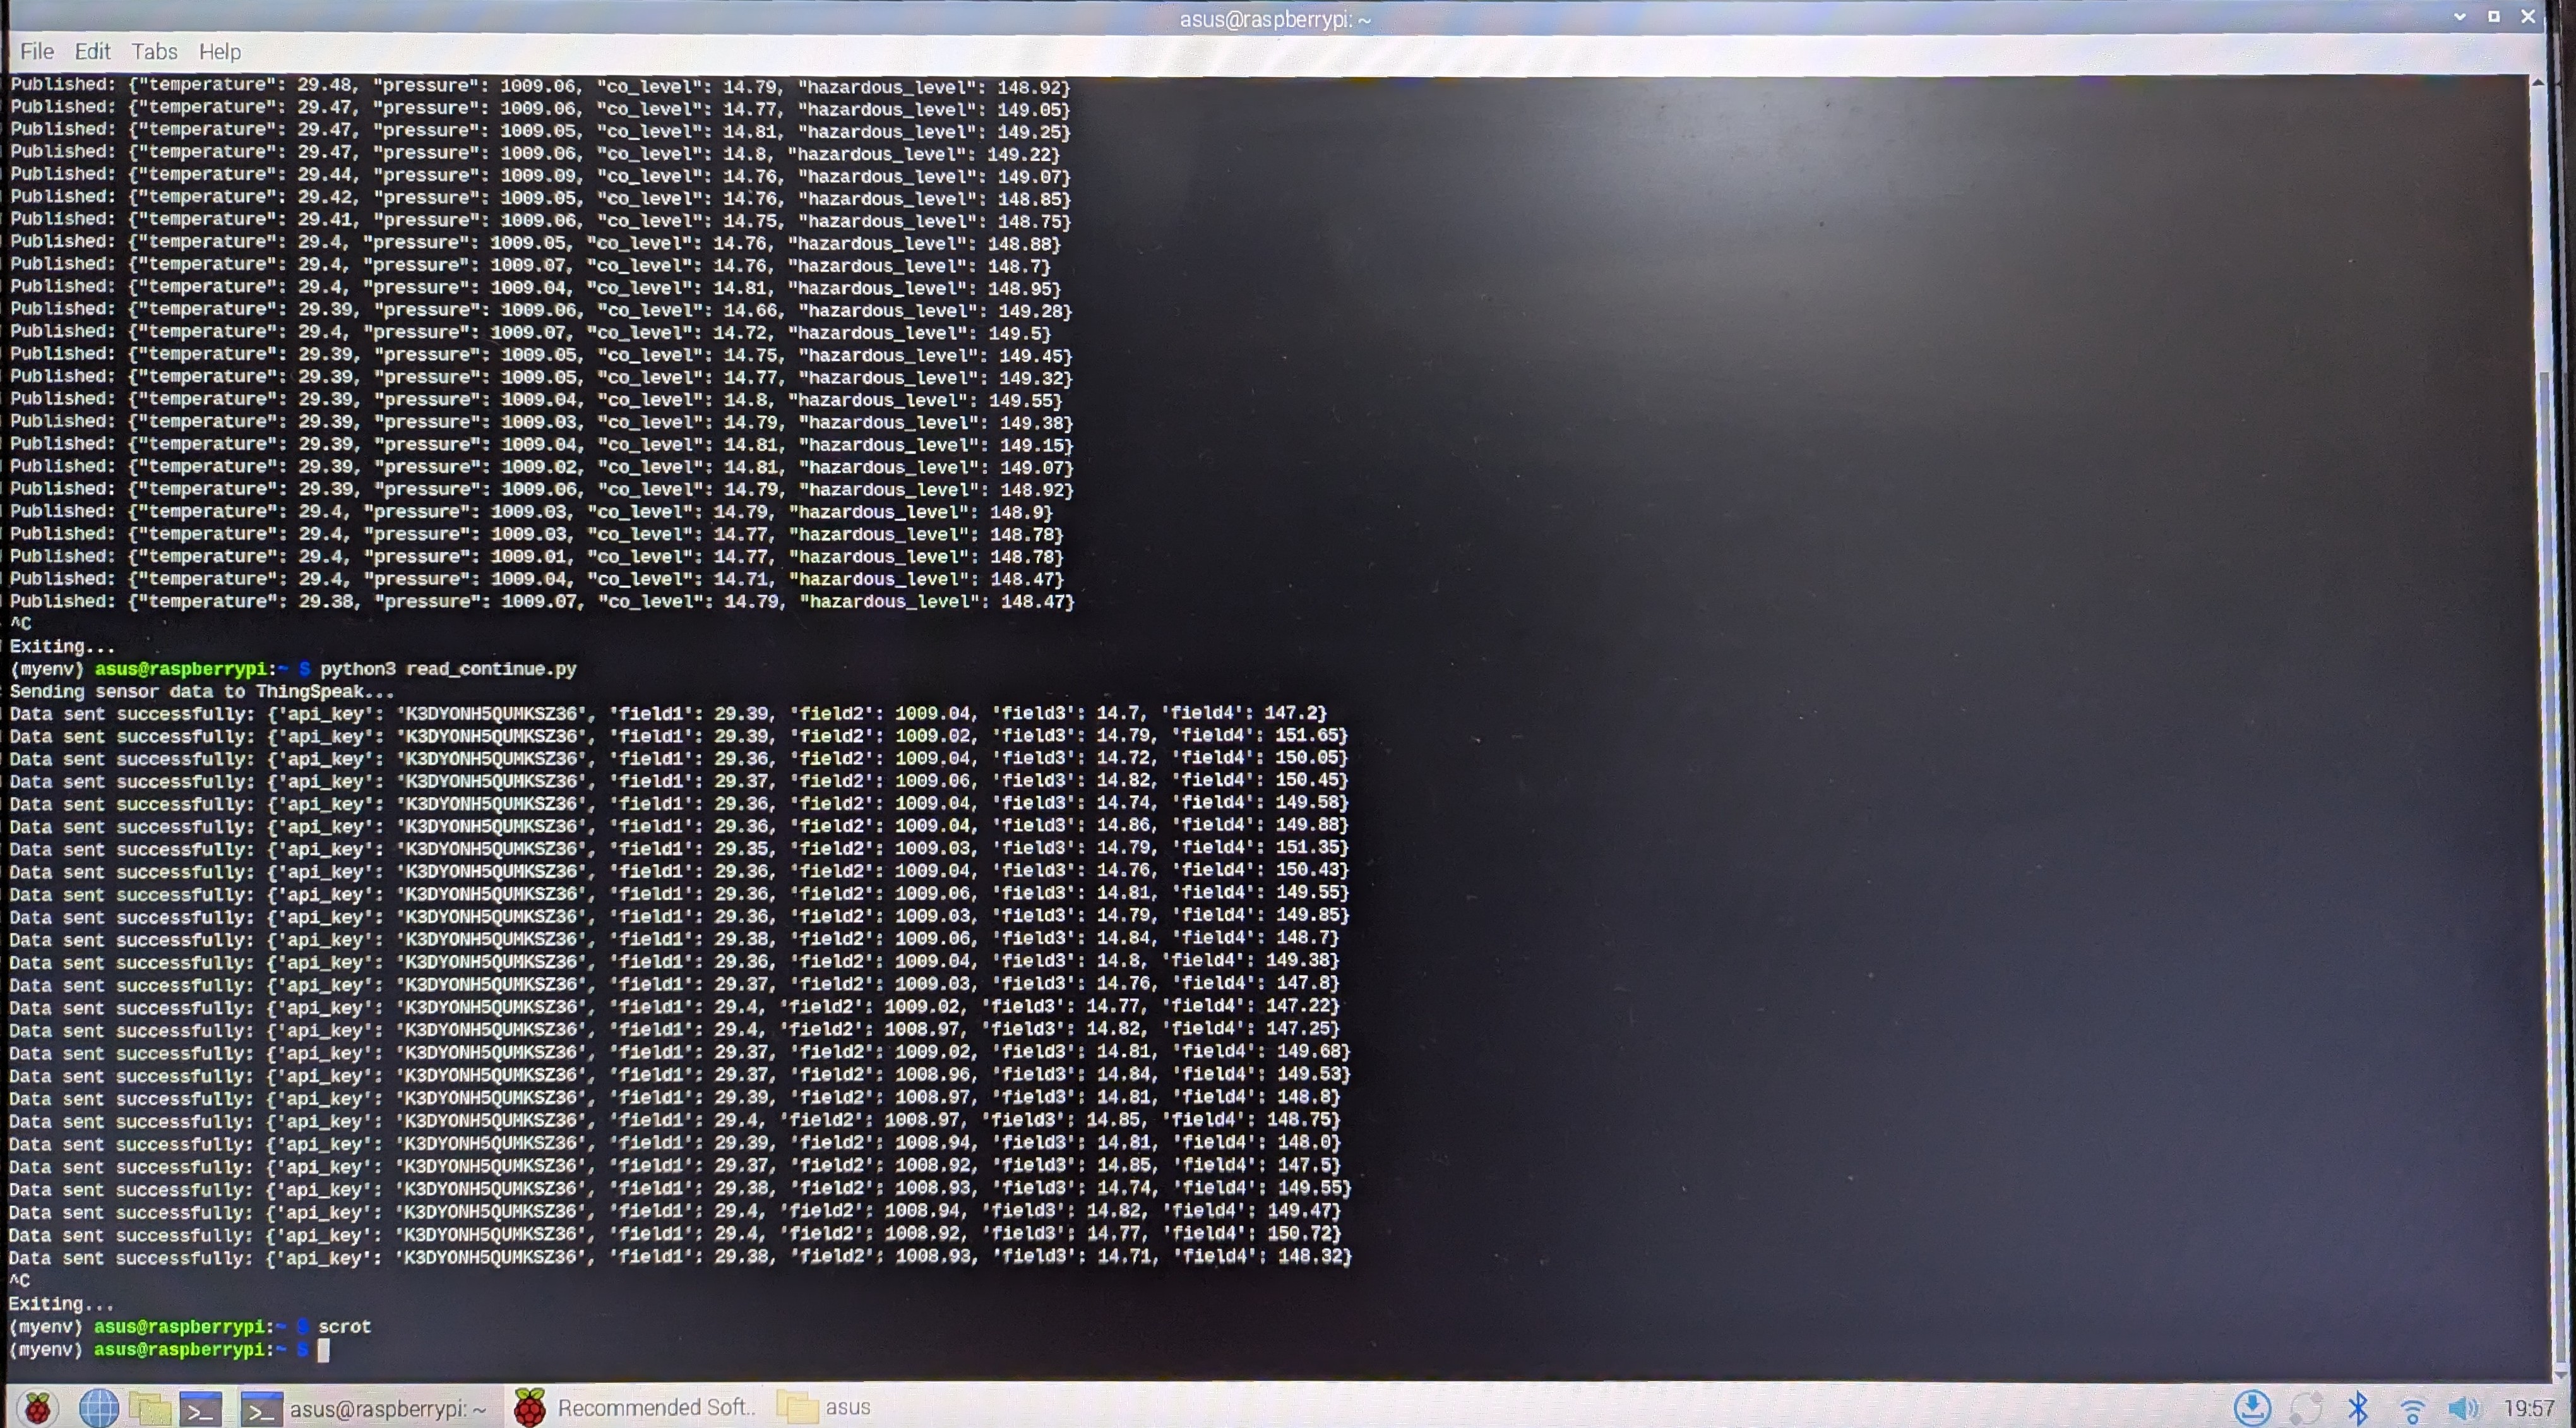 asus@raspberrypi: ~
File Edit Tabs Help
Published: {"temperature": 29.48, "pressure": 1009.06, "co_level": 14.79, "hazardous_level": 148.92}
Published: {"temperature": 29.47, "pressure": 1009.06, "co_level": 14.77, "hazardous_level": 149.05}
Published: {"temperature": 29.47, "pressure": 1009.05, "co_level": 14.81, "hazardous_level": 149.25}
Published: {"temperature": 29.47, "pressure": 1009.06, "co_level": 14.8, "hazardous_level": 149.22}
Published: {"temperature": 29.44, "pressure": 1009.09, "co_level": 14.76, "hazardous_level": 149.07}
Published: {"temperature": 29.42, "pressure": 1009.05, "co_level": 14.76, "hazardous_level": 148.85}
Published: {"temperature": 29.41, "pressure": 1009.06, "co_level": 14.75, "hazardous_level": 148.75}
Published: {"temperature": 29.4, "pressure": 1009.05, "co_level": 14.76, "hazardous_level": 148.88}
Published: {"temperature": 29.4, "pressure": 1009.07, "co_level": 14.76, "hazardous_level": 148.7}
Published: {"temperature": 29.4, "pressure": 1009.04, "co_level": 14.81, "hazardous_level": 148.95}
Published: {"temperature": 29.39, "pressure": 1009.06, "co_level": 14.66, "hazardous_level": 149.28}
Published: {"temperature": 29.4, "pressure": 1009.07, "co_level": 14.72, "hazardous_level": 149.5}
Published: {"temperature": 29.39, "pressure": 1009.05, "co_level": 14.75, "hazardous_level": 149.45}
Published: {"temperature": 29.39, "pressure": 1009.05, "co_level": 14.77, "hazardous_level": 149.32}
Published: {"temperature": 29.39, "pressure": 1009.04, "co_level": 14.8, "hazardous_level": 149.55}
Published: {"temperature": 29.39, "pressure": 1009.03, "co_level": 14.79, "hazardous_level": 149.38}
Published: {"temperature": 29.39, "pressure": 1009.04, "co_level": 14.81, "hazardous_level": 149.15}
Published: {"temperature": 29.39, "pressure": 1009.02, "co_level": 14.81, "hazardous_level": 149.07}
Published: {"temperature": 29.39, "pressure": 1009.06, "co_level": 14.79, "hazardous_level": 148.92}
Published: {"temperature": 29.4, "pressure": 1009.03, "co_level": 14.79, "hazardous_level": 148.9}
Published: {"temperature": 29.4, "pressure": 1009.03, "co_level": 14.77, "hazardous_level": 148.78}
Published: {"temperature": 29.4, "pressure": 1009.01, "co_level": 14.77, "hazardous_level": 148.78}
Published: {"temperature": 29.4, "pressure": 1009.04, "co_level": 14.71, "hazardous_level": 148.47}
Published: {"temperature": 29.38, "pressure": 1009.07, "co_level": 14.79, "hazardous_level": 148.47}
^C
Exiting...
(myenv) asus@raspberrypi:~ $ python3 read_continue.py
Sending sensor data to ThingSpeak...
Data sent successfully: {'api_key': 'K3DYONH5QUMKSZ36', 'field1': 29.39, 'field2': 1009.04, 'field3': 14.7, 'field4': 147.2}
Data sent successfully: {'api_key': 'K3DYONH5QUMKSZ36', 'field1': 29.39, 'field2': 1009.02, 'field3': 14.79, 'field4': 151.65}
Data sent successfully: {'api_key': 'K3DYONH5QUMKSZ36', 'field1': 29.36, 'field2': 1009.04, 'field3': 14.72, 'field4': 150.05}
Data sent successfully: {'api_key': 'K3DYONH5QUMKSZ36', 'field1': 29.37, 'field2': 1009.06, 'field3': 14.82, 'field4': 150.45}
Data sent successfully: {'api_key': 'K3DYONH5QUMKSZ36', 'field1': 29.36, 'field2': 1009.04, 'field3': 14.74, 'field4': 149.58}
Data sent successfully: {'api_key': 'K3DYONH5QUMKSZ36', 'field1': 29.36, 'field2': 1009.04, 'field3': 14.86, 'field4': 149.88}
Data sent successfully: {'api_key': 'K3DYONH5QUMKSZ36', 'field1': 29.35, 'field2': 1009.03, 'field3': 14.79, 'field4': 151.35}
Data sent successfully: {'api_key': 'K3DYONH5QUMKSZ36', 'field1': 29.36, 'field2': 1009.04, 'field3': 14.76, 'field4': 150.43}
Data sent successfully: {'api_key': 'K3DYONH5QUMKSZ36', 'field1': 29.36, 'field2': 1009.06, 'field3': 14.81, 'field4': 149.55}
Data sent successfully: {'api_key': 'K3DYONH5QUMKSZ36', 'field1': 29.36, 'field2': 1009.03, 'field3': 14.79, 'field4': 149.85}
Data sent successfully: {'api_key': 'K3DYONH5QUMKSZ36', 'field1': 29.38, 'field2': 1009.06, 'field3': 14.84, 'field4': 148.7}
Data sent successfully: {'api_key': 'K3DYONH5QUMKSZ36', 'field1': 29.36, 'field2': 1009.04, 'field3': 14.8, 'field4': 149.38}
Data sent successfully: {'api_key': 'K3DYONH5QUMKSZ36', 'field1': 29.37, 'field2': 1009.03, 'field3': 14.76, 'field4': 147.8}
Data sent successfully: {'api_key': 'K3DYONH5QUMKSZ36', 'field1': 29.4, 'field2': 1009.02, 'field3': 14.77, 'field4': 147.22}
Data sent successfully: {'api_key': 'K3DYONH5QUMKSZ36', 'field1': 29.4, 'field2': 1008.97, 'field3': 14.82, 'field4': 147.25}
Data sent successfully: {'api_key': 'K3DYONH5QUMKSZ36', 'field1': 29.37, 'field2': 1009.02, 'field3': 14.81, 'field4': 149.68}
Data sent successfully: {'api_key': 'K3DYONH5QUMKSZ36', 'field1': 29.37, 'field2': 1008.96, 'field3': 14.84, 'field4': 149.53}
Data sent successfully: {'api_key': 'K3DYONH5QUMKSZ36', 'field1': 29.39, 'field2': 1008.97, 'field3': 14.81, 'field4': 148.8}
Data sent successfully: {'api_key': 'K3DYONH5QUMKSZ36', 'field1': 29.4, 'field2': 1008.97, 'field3': 14.85, 'field4': 148.75}
Data sent successfully: {'api_key': 'K3DYONH5QUMKSZ36', 'field1': 29.39, 'field2': 1008.94, 'field3': 14.81, 'field4': 148.0}
Data sent successfully: {'api_key': 'K3DYONH5QUMKSZ36', 'field1': 29.37, 'field2': 1008.92, 'field3': 14.85, 'field4': 147.5}
Data sent successfully: {'api_key': 'K3DYONH5QUMKSZ36', 'field1': 29.38, 'field2': 1008.93, 'field3': 14.74, 'field4': 149.55}
Data sent successfully: {'api_key': 'K3DYONH5QUMKSZ36', 'field1': 29.4, 'field2': 1008.94, 'field3': 14.82, 'field4': 149.47}
Data sent successfully: {'api_key': 'K3DYONH5QUMKSZ36', 'field1': 29.4, 'field2': 1008.92, 'field3': 14.77, 'field4': 150.72}
Data sent successfully: {'api_key': 'K3DYONH5QUMKSZ36', 'field1': 29.38, 'field2': 1008.93, 'field3': 14.71, 'field4': 148.32}
^C
Exiting...
(myenv) asus@raspberrypi:~ $ scrot
(myenv) asus@raspberrypi:~ $
asus@raspberrypi: ~ Recommended Soft.. asus 19:57